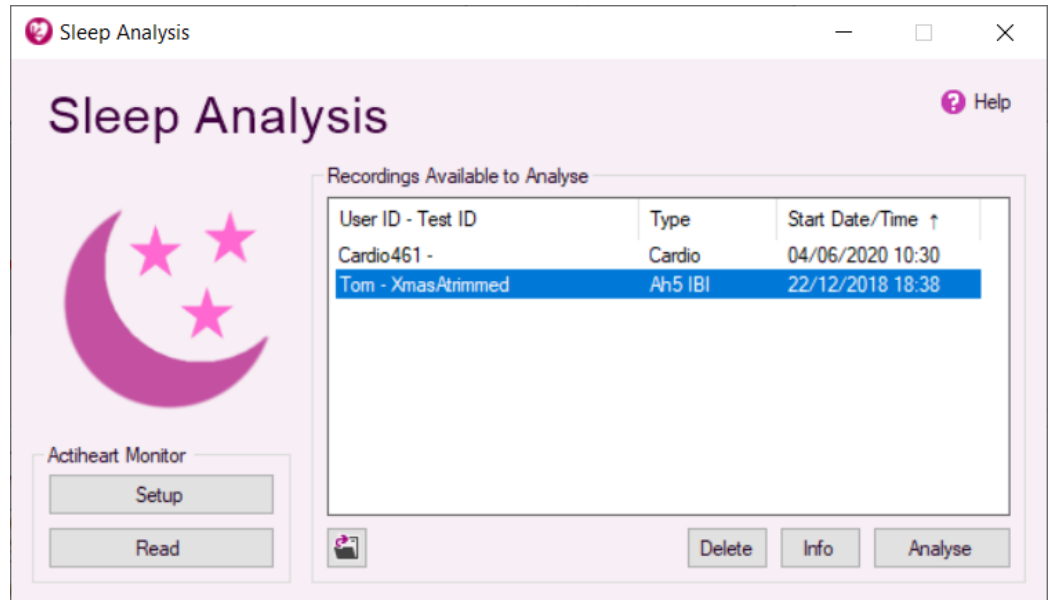 Sleep Analysis
Sleep Analysis
Help
Recordings Available to Analyse
User ID - Test ID Type Start Date/Time ↑
Cardio461 - Cardio 04/06/2020 10:30
Tom - XmasAtrimmed Ah5 IBI 22/12/2018 18:38
Actiheart Monitor
Setup
Read
Delete Info Analyse